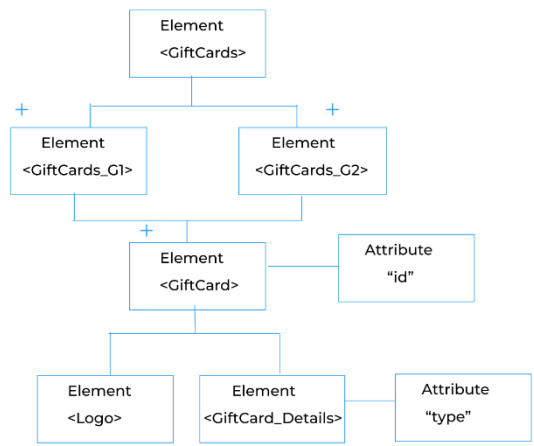 Element
<GiftCards>
+
+
Element
<GiftCards_G1>
Element
<GiftCards_G2>
+
Element
<GiftCard>
Attribute
“id”
Element
<Logo>
Element
<GiftCard_Details>
Attribute
“type”